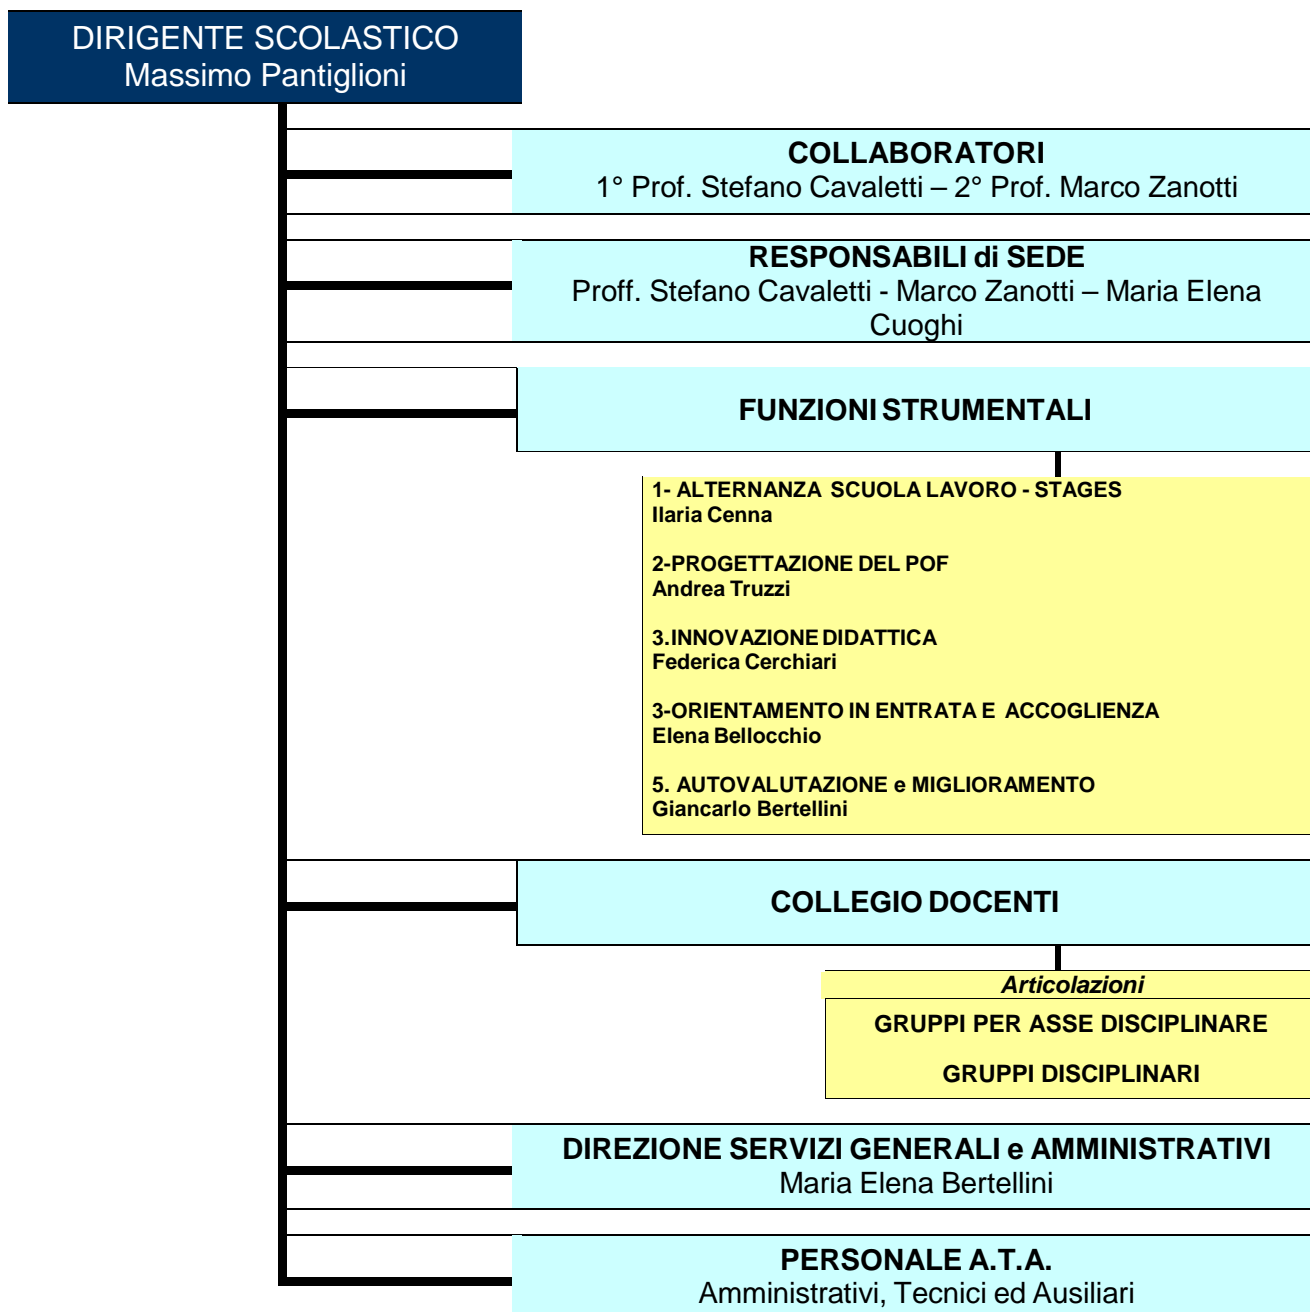 DIRIGENTE SCOLASTICO
Massimo Pantiglioni
COLLABORATORI
1° Prof. Stefano Cavaletti – 2° Prof. Marco Zanotti
RESPONSABILI di SEDE
Proff. Stefano Cavaletti - Marco Zanotti – Maria Elena
Cuoghi
FUNZIONI STRUMENTALI
1- ALTERNANZA SCUOLA LAVORO - STAGES
Ilaria Cenna
2-PROGETTAZIONE DEL POF
Andrea Truzzi
3.INNOVAZIONE DIDATTICA
Federica Cerchiari
3-ORIENTAMENTO IN ENTRATA E ACCOGLIENZA
Elena Bellocchio
5. AUTOVALUTAZIONE e MIGLIORAMENTO
Giancarlo Bertellini
COLLEGIO DOCENTI
Articolazioni
GRUPPI PER ASSE DISCIPLINARE
GRUPPI DISCIPLINARI
DIREZIONE SERVIZI GENERALI e AMMINISTRATIVI
Maria Elena Bertellini
PERSONALE A.T.A.
Amministrativi, Tecnici ed Ausiliari